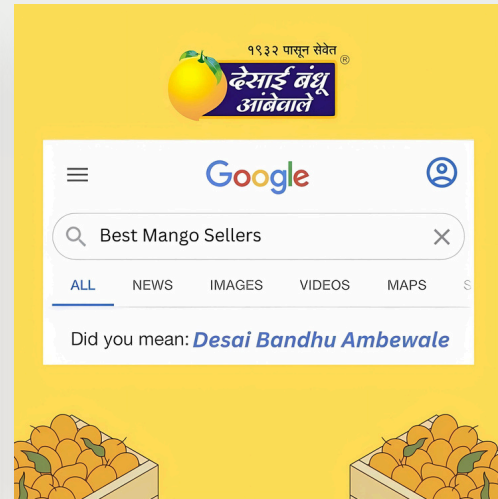 १९३२ पासून सेवेत
®
देसाई बंधू
आंबेवाले
Google
Best Mango Sellers
ALL NEWS IMAGES VIDEOS MAPS S
Did you mean: Desai Bandhu Ambewale